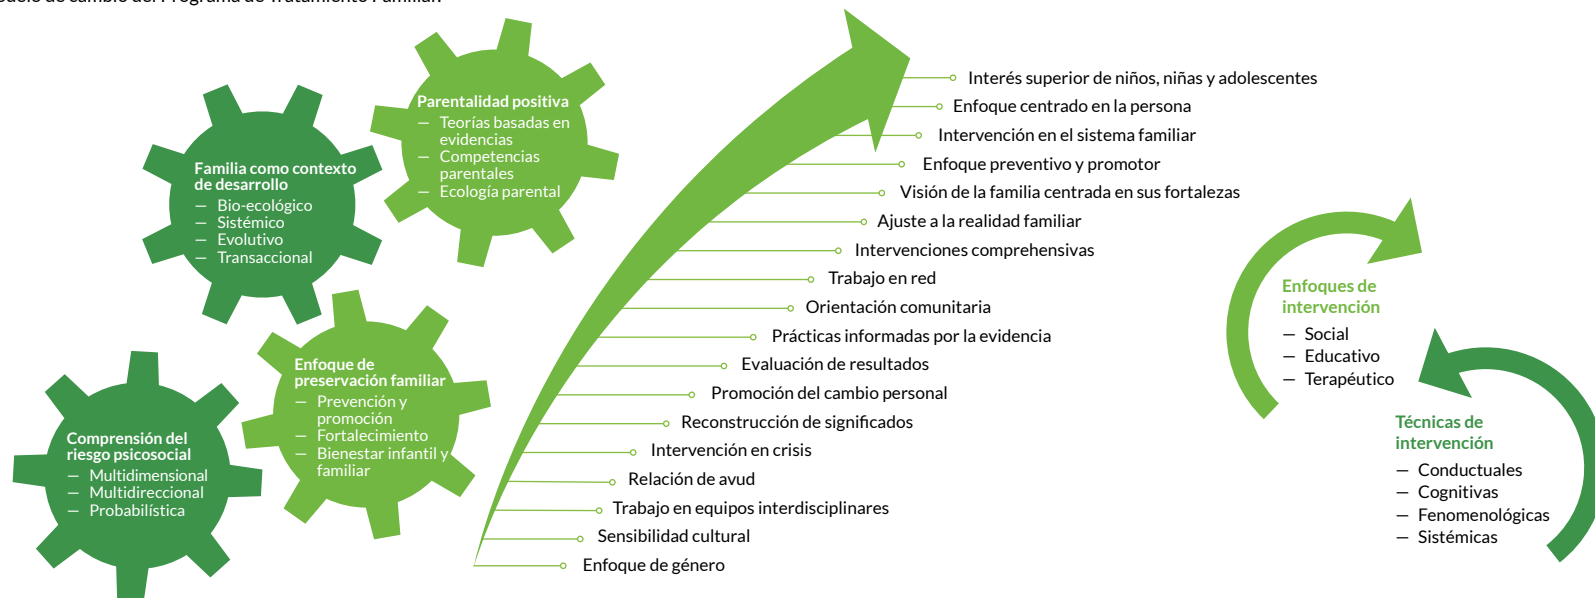 del Programa de Tratamiento Familiar.
Parentalidad positiva
— Teorías basadas en
evidencias
— Competencias
parentales
— Ecología parental
Familia como contexto
de desarrollo
— Bio-ecológico
— Sistémico
— Evolutivo
— Transaccional
Enfoque de
preservación familiar
— Prevención y
promoción
— Fortalecimiento
— Bienestar infantil y
familiar
Comprensión del
riesgo psicosocial
— Multidimensional
— Multidireccional
— Probabilística
Interés superior de niños, niñas y adolescentes
Enfoque centrado en la persona
Intervención en el sistema familiar
Enfoque preventivo y promotor
Visión de la familia centrada en sus fortalezas
Ajuste a la realidad familiar
Intervenciones comprehensivas
Trabajo en red
Orientación comunitaria
Prácticas informadas por la evidencia
Evaluación de resultados
Promoción del cambio personal
Reconstrucción de significados
Intervención en crisis
Relación de avud
Trabajo en equipos interdisciplinares
Sensibilidad cultural
Enfoque de género
Enfoques de
intervención
— Social
— Educativo
— Terapéutico
Técnicas de
intervención
— Conductuales
— Cognitivas
— Fenomenológicas
— Sistémicas